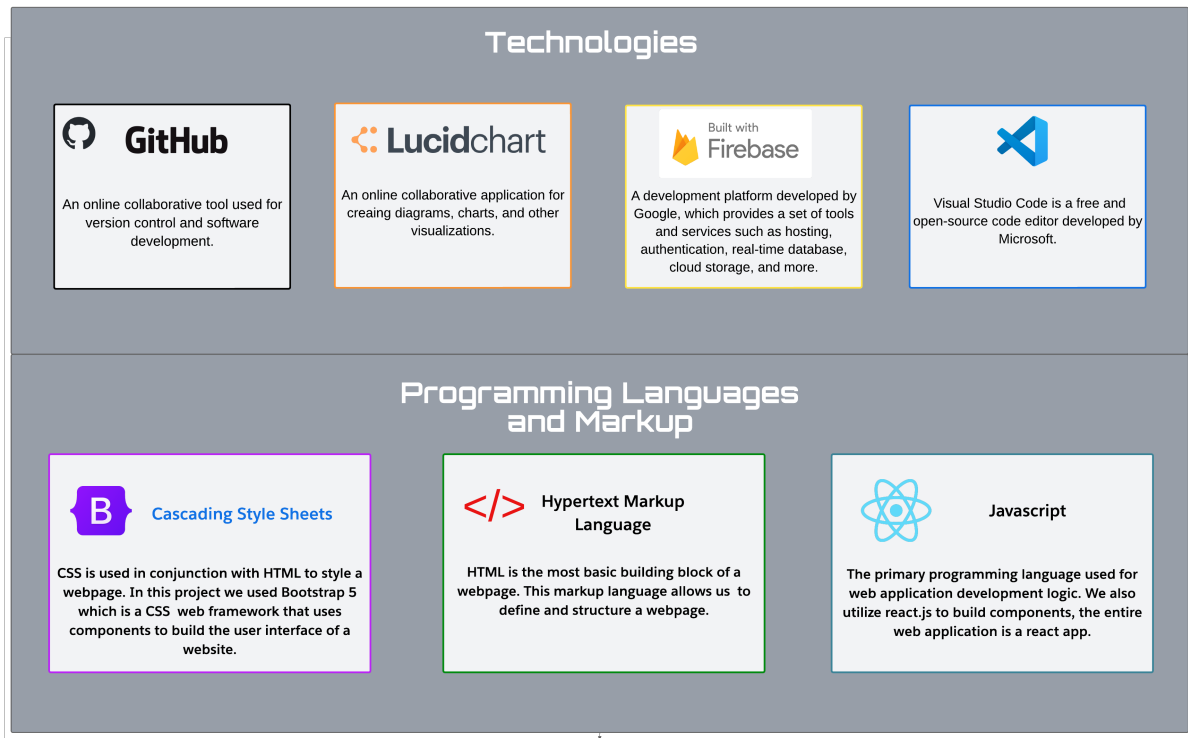 Technologies
GitHub
An online collaborative tool used for
version control and software
development.
Lucidchart
An online collaborative application for
creaing diagrams, charts, and other
visualizations.
Built with
Firebase
A development platform developed by
Google, which provides a set of tools
and services such as hosting,
authentication, real-time database,
cloud storage, and more.
Visual Studio Code is a free and
open-source code editor developed by
Microsoft.
Programming Languages
and Markup
B
Cascading Style Sheets
CSS is used in conjunction with HTML to style a
webpage. In this project we used Bootstrap 5
which is a CSS  web framework that uses
components to build the user interface of a
website.
</>
Hypertext Markup
Language
HTML is the most basic building block of a
webpage. This markup language allows us  to
define and structure a webpage.
Javascript
The primary programming language used for
web application development logic. We also
utilize react.js to build components, the entire
web application is a react app.